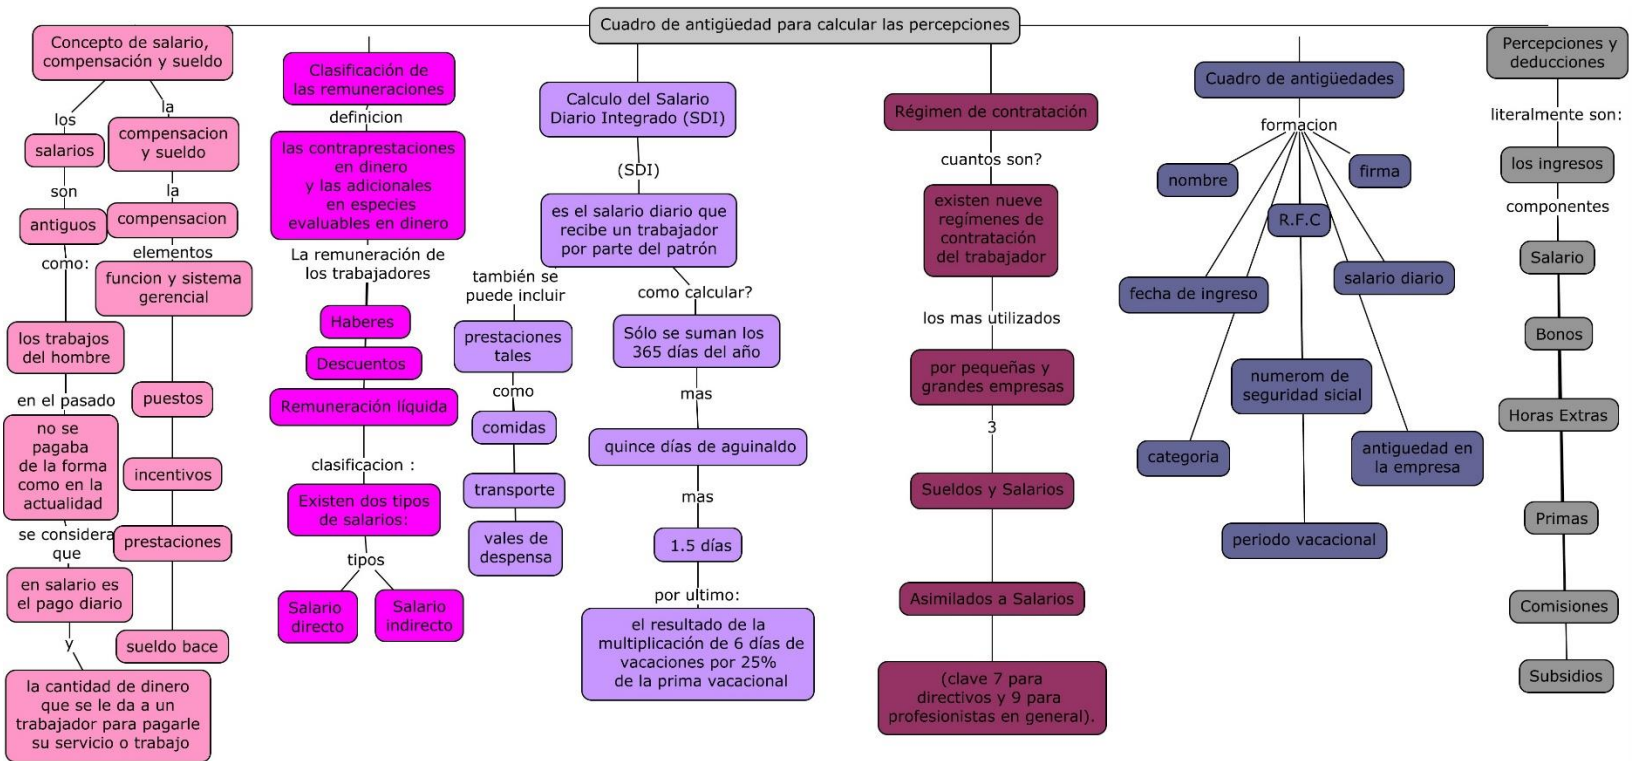 Cuadro de antigüedad para calcular las percepciones
Concepto de salario,
compensación y sueldo
los
salarios
son
antiguos
como:
los trabajos
del hombre
en el pasado
no se
pagaba
de la forma
como en la
actualidad
se considera
que
en salario es
el pago diario
y
la cantidad de dinero
que se le da a un
trabajador para pagarle
su servicio o trabajo
la
compensacion
y sueldo
la
compensacion
elementos
funcion y sistema
gerencial
puestos
incentivos
prestaciones
sueldo bace
Clasificación de
las remuneraciones
definicion
las contraprestaciones
en dinero
y las adicionales
en especies
evaluables en dinero
La remuneración de
los trabajadores
Haberes
Descuentos
Remuneración líquida
clasificacion :
Existen dos tipos
de salarios:
tipos
Salario
directo
Salario
indirecto
Calculo del Salario
Diario Integrado (SDI)
(SDI)
es el salario diario que
recibe un trabajador
por parte del patrón
también se
puede incluir
prestaciones
tales
como
comidas
transporte
vales de
despensa
como calcular?
Sólo se suman los
365 días del año
mas
quince días de aguinaldo
mas
1.5 días
por ultimo:
el resultado de la
multiplicación de 6 días de
vacaciones por 25%
de la prima vacacional
Régimen de contratación
cuantos son?
existen nueve
regímenes de
contratación
del trabajador
los mas utilizados
por pequeñas y
grandes empresas
3
Sueldos y Salarios
Asimilados a Salarios
(clave 7 para
directivos y 9 para
profesionistas en general).
Cuadro de antigüedades
formacion
nombre
firma
R.F.C
fecha de ingreso
salario diario
numerom de
seguridad sicial
categoria
antiguedad en
la empresa
periodo vacacional
Percepciones y
deducciones
literalmente son:
los ingresos
componentes
Salario
Bonos
Horas Extras
Primas
Comisiones
Subsidios